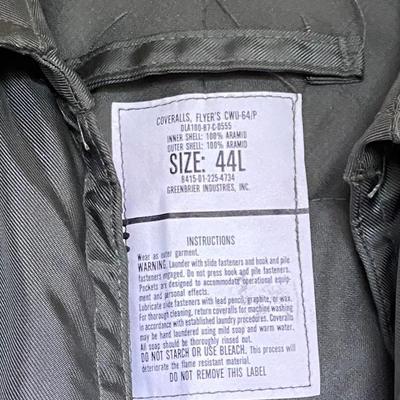 COVERALLS, FLYER'S CWU-64/P
DLA100-87-C-0555
INNER SHELL: 100% ARAMID
OUTER SHELL: 100% ARAMID
SIZE: 44L
8415-01-225-4734
GREENBRIER INDUSTRIES, INC.
INSTRUCTIONS
Wear as outer garment.
WARNING. Launder with slide fasteners and hook and pile
fasteners engaged. Do not press hook and pile fasteners.
Pockets are designed to accommodate operational equip-
ment and personal effects.
Lubricate slide fasteners with lead pencil, graphite, or wax.
For thorough cleaning, return coveralls for machine washing
in accordance with established laundry procedures. Coveralls
may be hand laundered using mild soap and warm water.
All soap should be thoroughly rinsed out.
DO NOT STARCH OR USE BLEACH. This process will
deteriorate the flame resistant material.
DO NOT REMOVE THIS LABEL